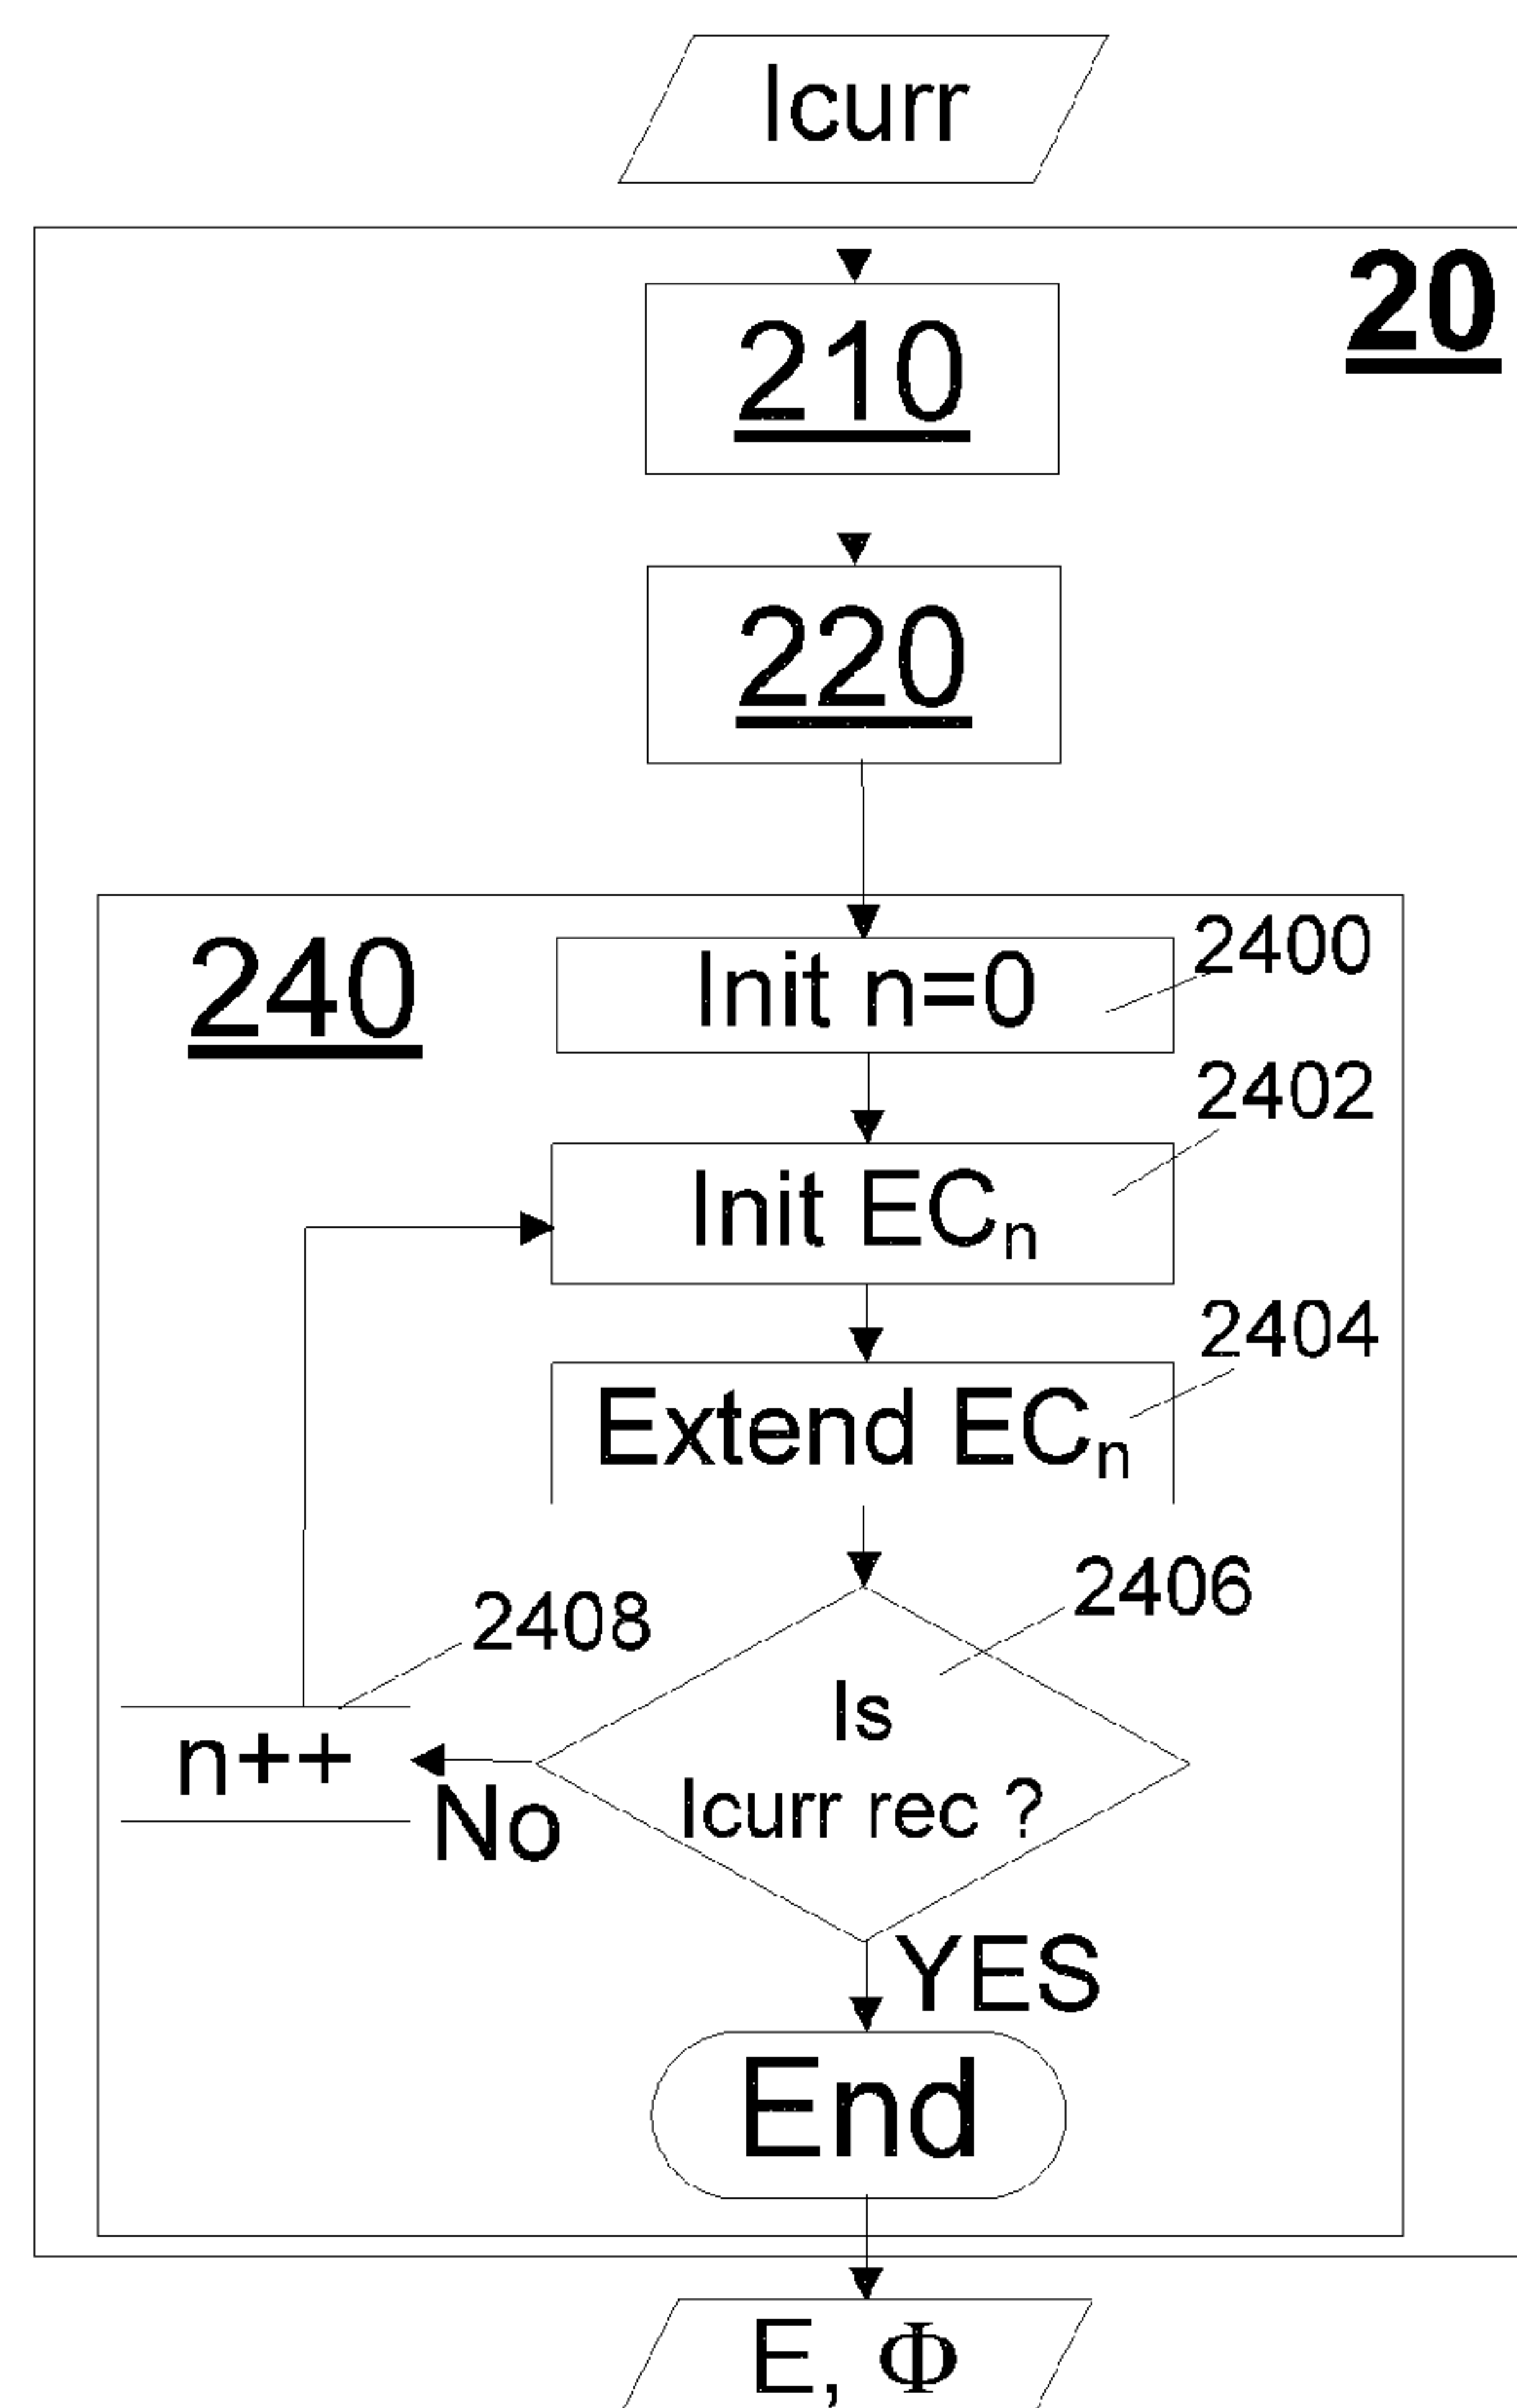 Icurr
20
210
220
240
Init n=0
2400
2402
Init ECn
2404
Extend ECn
2406
2408
Is
Icurr rec ?
n++
No
YES
End
E, Φ